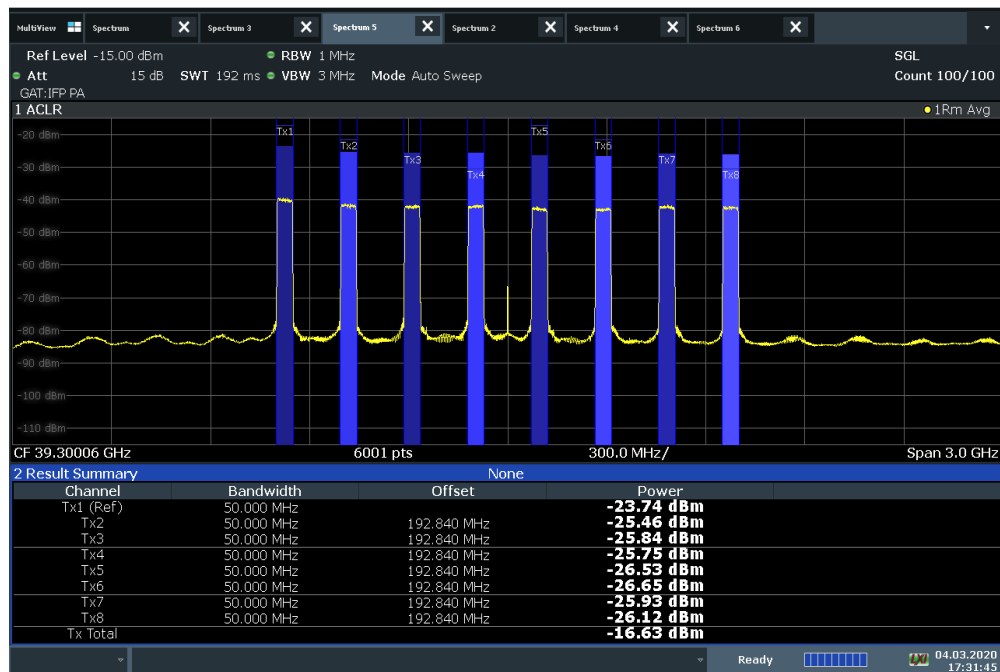 MultiView Spectrum Spectrum 3 Spectrum 5 Spectrum 2 Spectrum 4 Spectrum 6
Ref Level -15.00 dBm RBW 1 MHz SGL
Att 15 dB SWT 192 ms VBW 3 MHz Mode Auto Sweep Count 100/100
GAT:IFP PA
1 ACLR 1Rm Avg
Tx1 Tx5
-20 dBm
Tx2 Tx6
Tx3 Tx7
-30 dBm
Tx4 Tx8
-40 dBm
-50 dBm
-60 dBm
-70 dBm
-80 dBm
-90 dBm
-100 dBm
-110 dBm
CF 39.30006 GHz 6001 pts 300.0 MHz/ Span 3.0 GHz
2 Result Summary None
Channel Bandwidth Offset Power
Tx1 (Ref) 50.000 MHz -23.74 dBm
Tx2 50.000 MHz 192.840 MHz -25.46 dBm
Tx3 50.000 MHz 192.840 MHz -25.84 dBm
Tx4 50.000 MHz 192.840 MHz -25.75 dBm
Tx5 50.000 MHz 192.840 MHz -26.53 dBm
Tx6 50.000 MHz 192.840 MHz -26.65 dBm
Tx7 50.000 MHz 192.840 MHz -25.93 dBm
Tx8 50.000 MHz 192.840 MHz -26.12 dBm
Tx Total -16.63 dBm
Ready LXI 04.03.2020
17:31:45